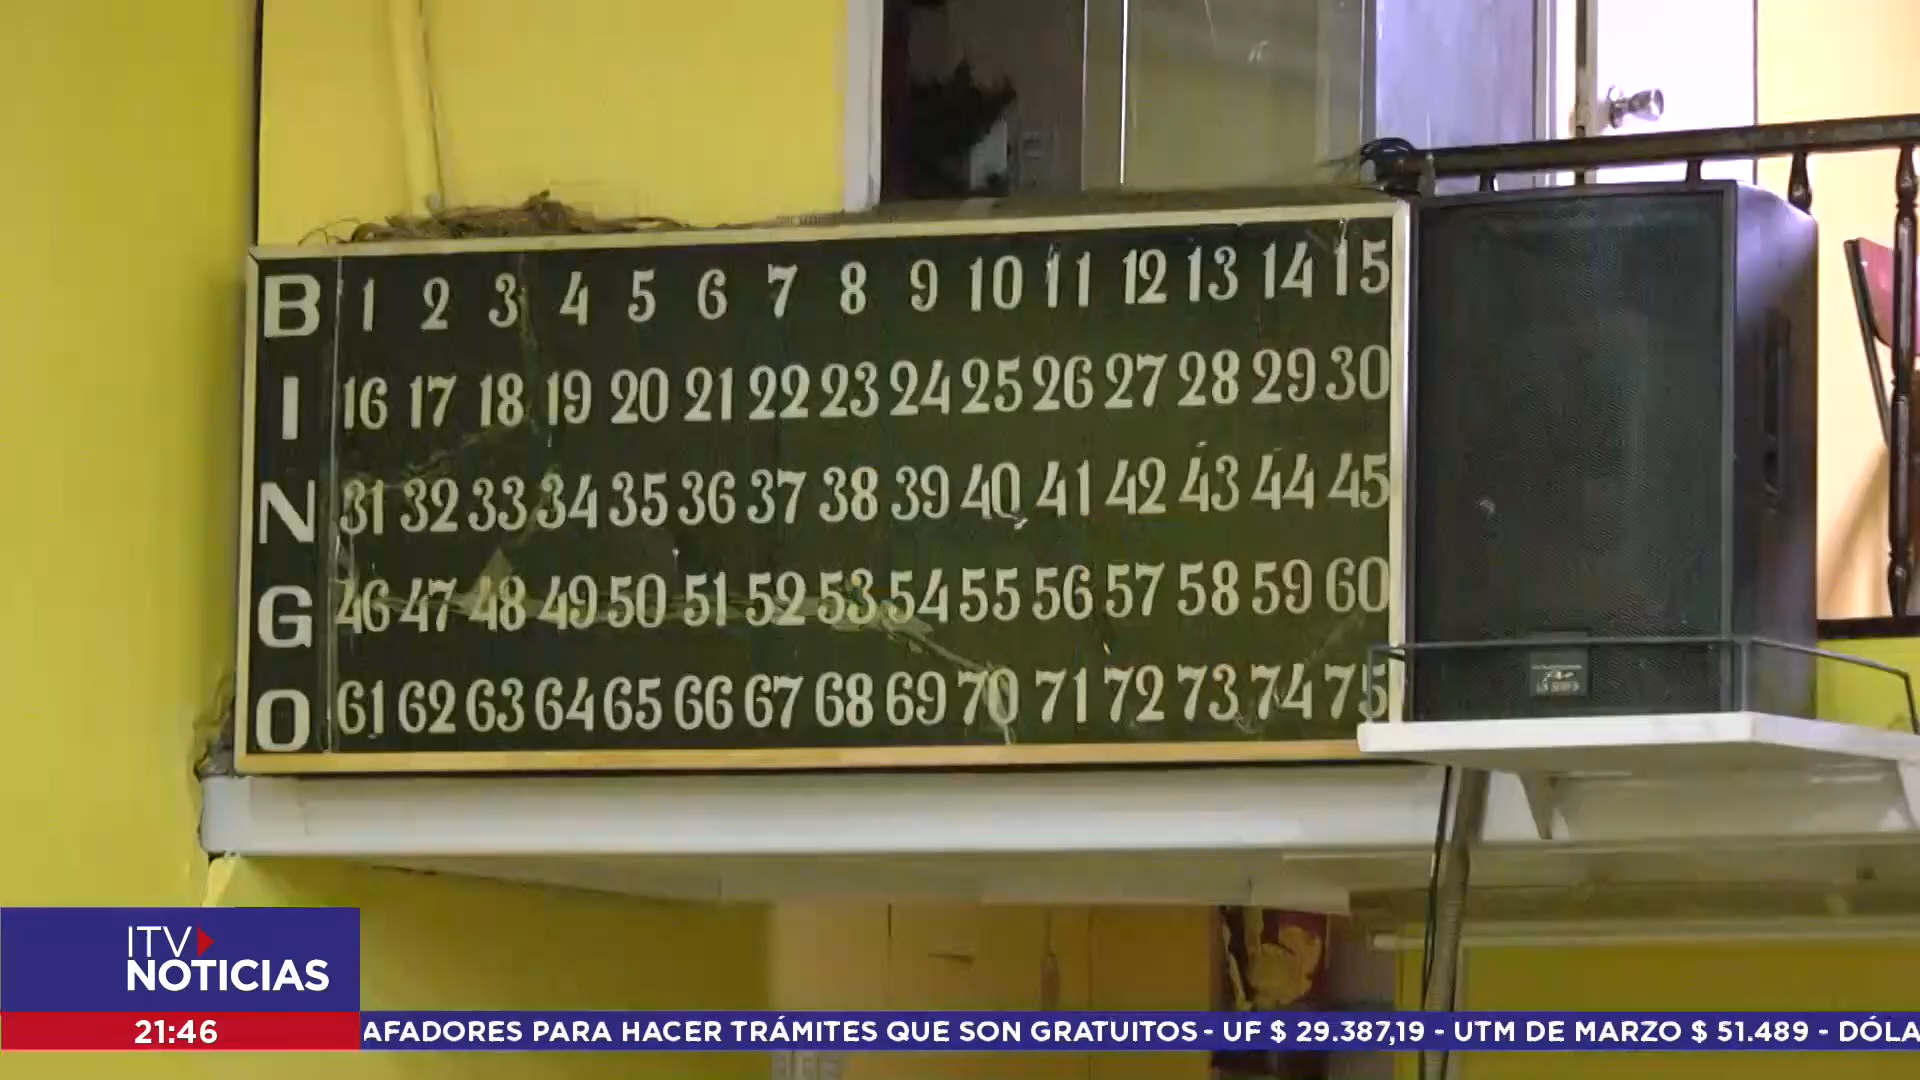 B 1 2 3 4 5 6 7 8 9 10 11 12 13 14 15
I 16 17 18 19 20 21 22 23 24 25 26 27 28 29 30
N 31 32 33 34 35 36 37 38 39 40 41 42 43 44 45
G 46 47 48 49 50 51 52 53 54 55 56 57 58 59 60
O 61 62 63 64 65 66 67 68 69 70 71 72 73 74 75
ITV
NOTICIAS
21:46
AFADORES PARA HACER TRÁMITES QUE SON GRATUITOS - UF $ 29.387,19 - UTM DE MARZO $ 51.489 - DÓLA